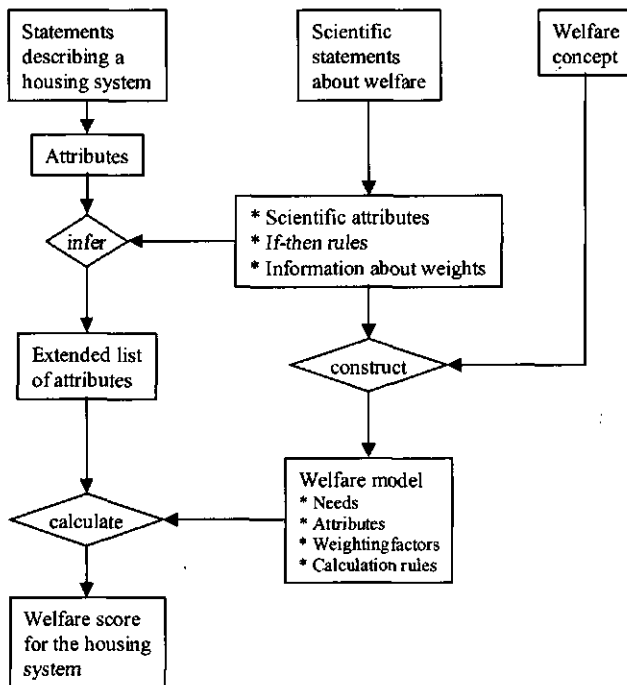 Statements
describing a
housing system
Scientific
statements
about welfare
Welfare
concept
Attributes
* Scientific attributes
* If-then rules
* Information about weights
infer
Extended list
of attributes
construct
Welfare model
* Needs
* Attributes
* Weighting factors
* Calculation rules
calculate
Welfare score
for the housing
system